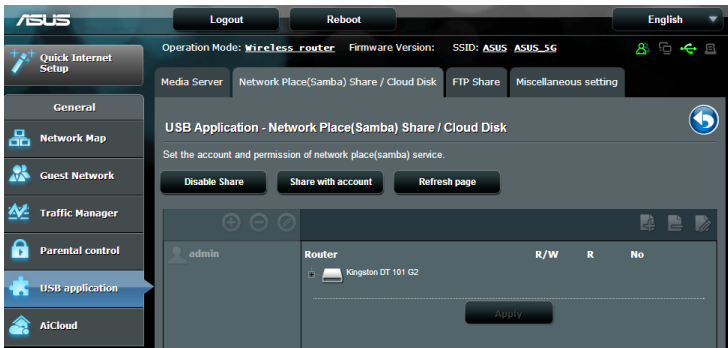 ASUS
Logout
Reboot
English
Operation Mode: Wireless router Firmware Version: SSID: ASUS ASUS_5G
Quick Internet
Setup
General
Network Map
Guest Network
Traffic Manager
Parental control
USB application
AiCloud
Media Server
Network Place(Samba) Share / Cloud Disk
FTP Share
Miscellaneous setting
USB Application - Network Place(Samba) Share / Cloud Disk
Set the account and permission of network place(samba) service.
Disable Share
Share with account
Refresh page
admin
Router R/W R No
Kingston DT 101 G2
Apply